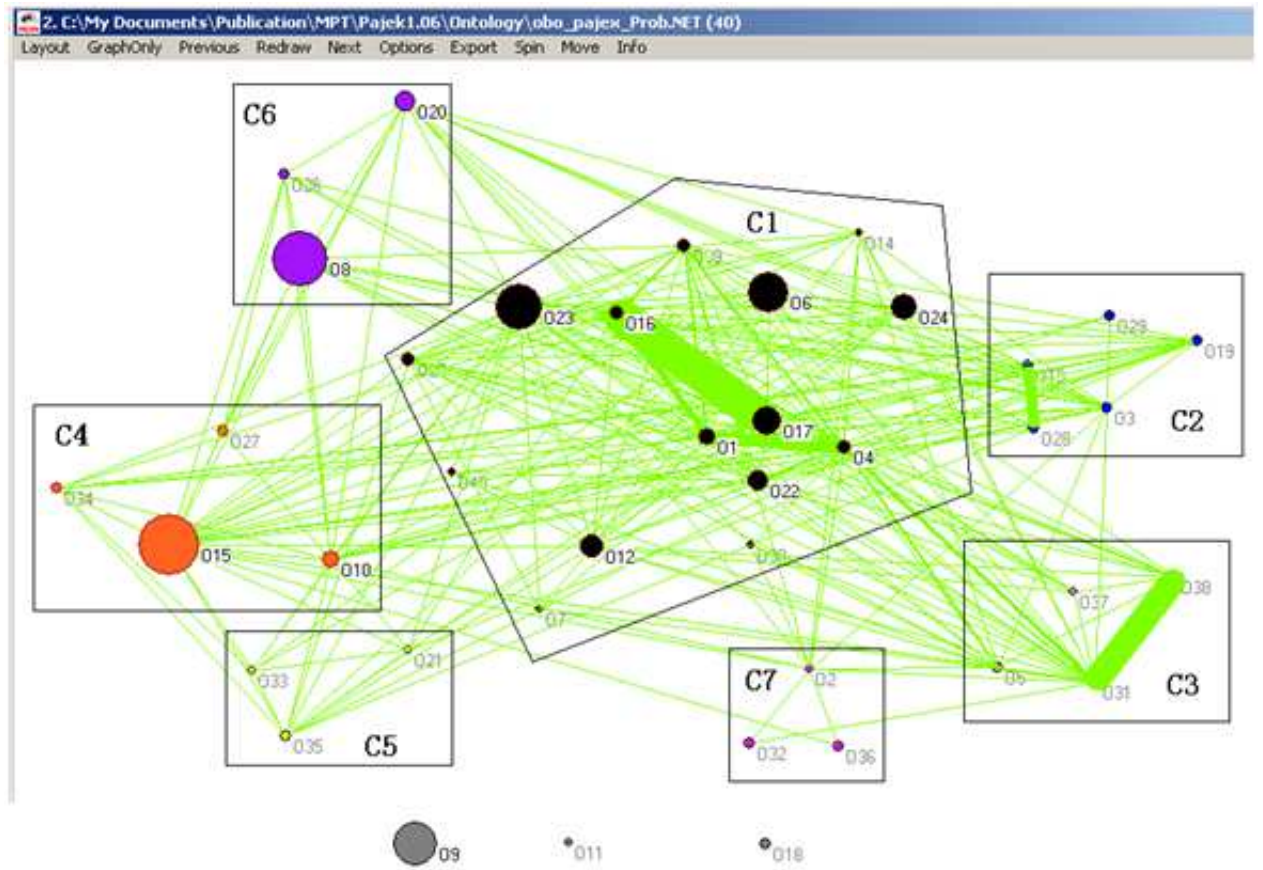 2. C:\My Documents\Publication\MPT\Pajek1.06\Ontology\obo_pajex_Prob.NET (40)
Layout GraphOnly Previous Redraw Next Options Export Spin Move Info
C6
O20
O8
C1
O14
O6
O23
O16
O24
O19
O3
C2
O17
O1
O4
O28
O22
C4
O27
O34
O15
O10
O12
O7
O37
O38
O5
O31
C3
C7
O2
O32
O36
O21
O33
O35
C5
O9
O11
O18